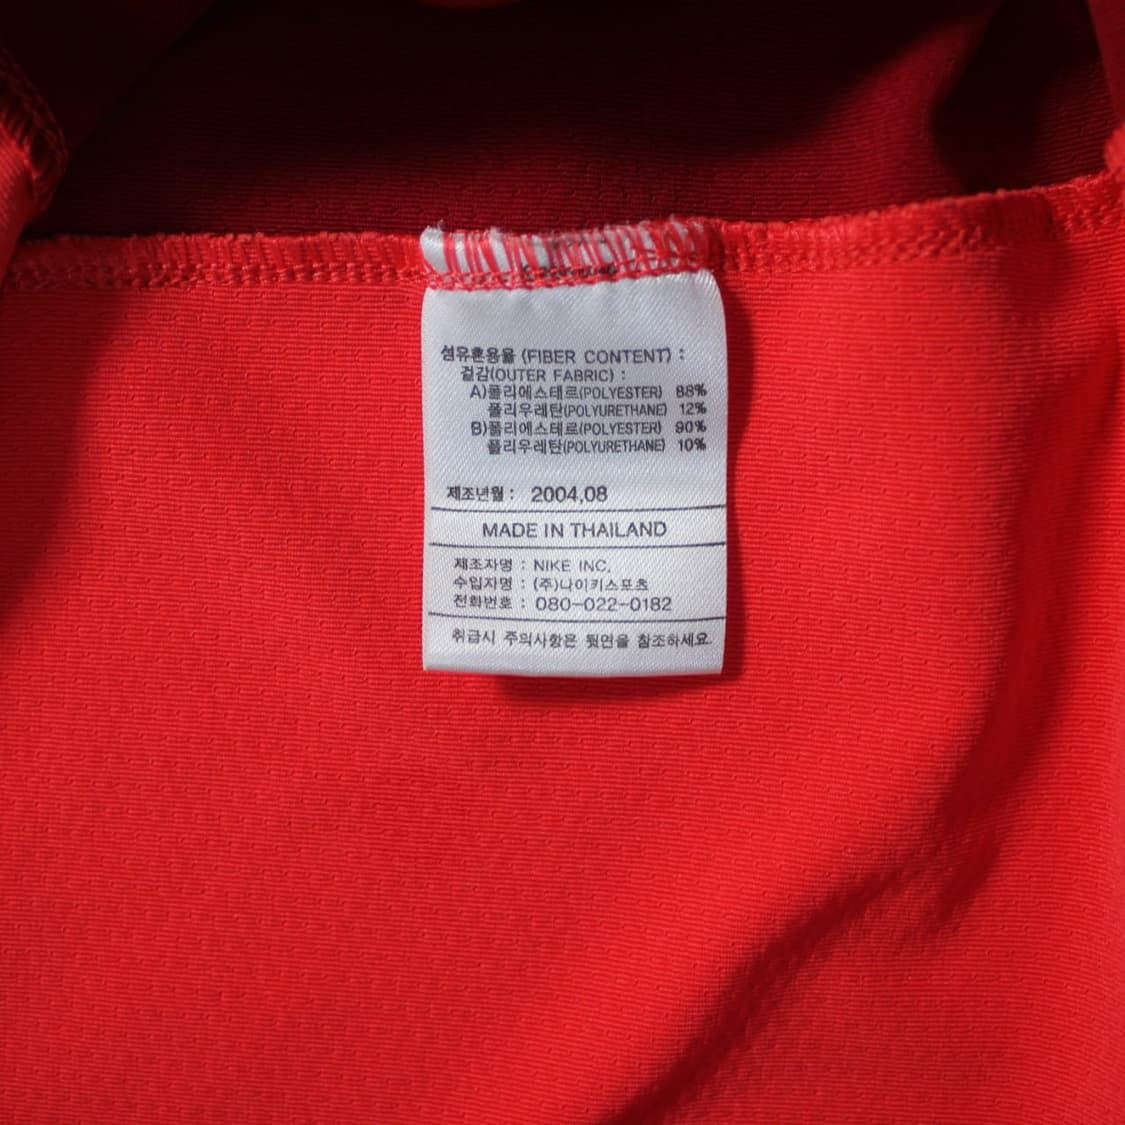 섬유혼용율 (FIBER CONTENT) :
겉감(OUTER FABRIC) :
A)폴리에스테르(POLYESTER) 88%
폴리우레탄(POLYURETHANE) 12%
B)폴리에스테르(POLYESTER) 90%
폴리우레탄(POLYURETHANE) 10%
제조년월 : 2004.08
MADE IN THAILAND
제조자명 : NIKE INC.
수입자명 : (주)나이키스포츠
전화번호 : 080-022-0182
취급시 주의사항은 뒷면을 참조하세요.